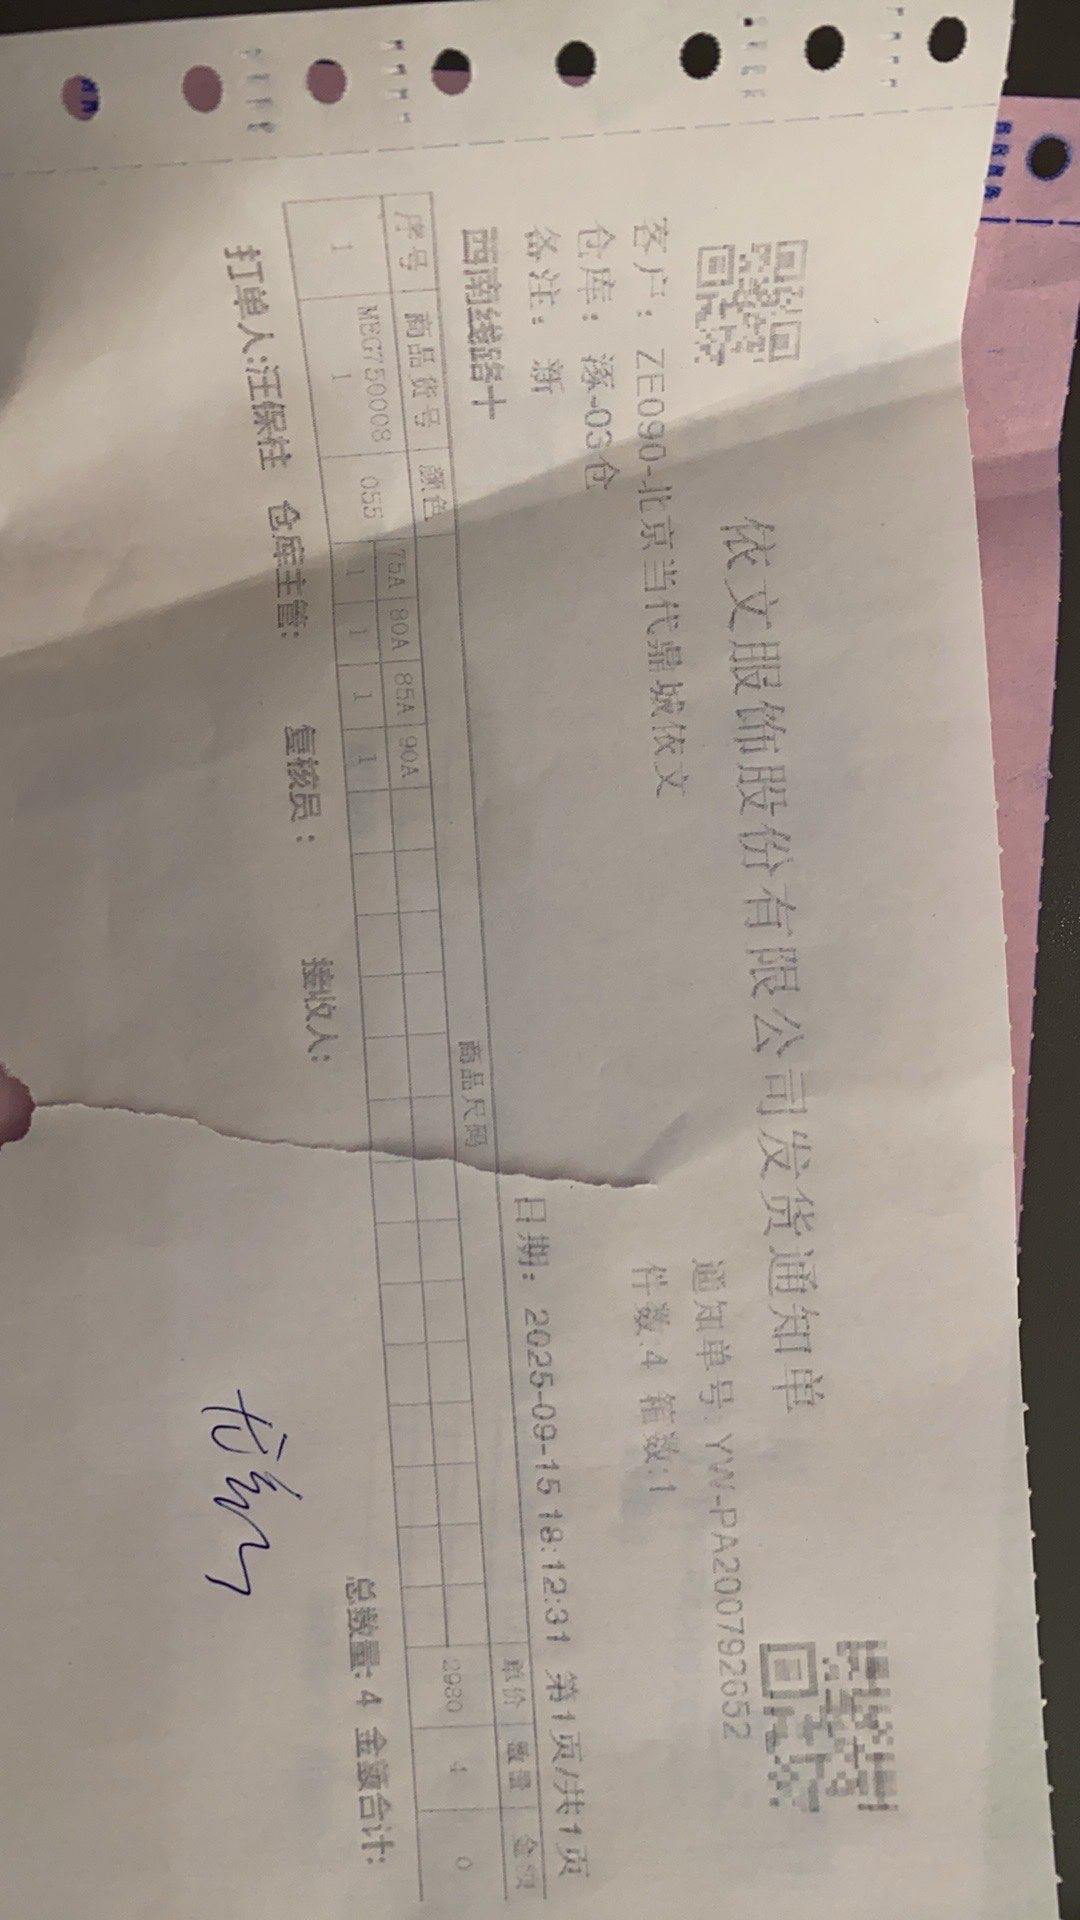 依文服饰股份有限公司发货通知单
客户：ZE090-北京当代鼎城依文
通知单号 YW-PA200792652
仓库：涿-03仓
件数:4 箱数:1
备注：新
西南线路十
日期：2025-09-15 18:12:31 第1页/共1页
序号 商品货号 颜色 商品尺码 单价 数量 金额
75A 80A 85A 90A
1 MEG750008 055 1 1 1 1 2980 4 0
1
总数量:4 金额合计:
打单人:汪保柱 仓库主管: 复核员: 接收人: